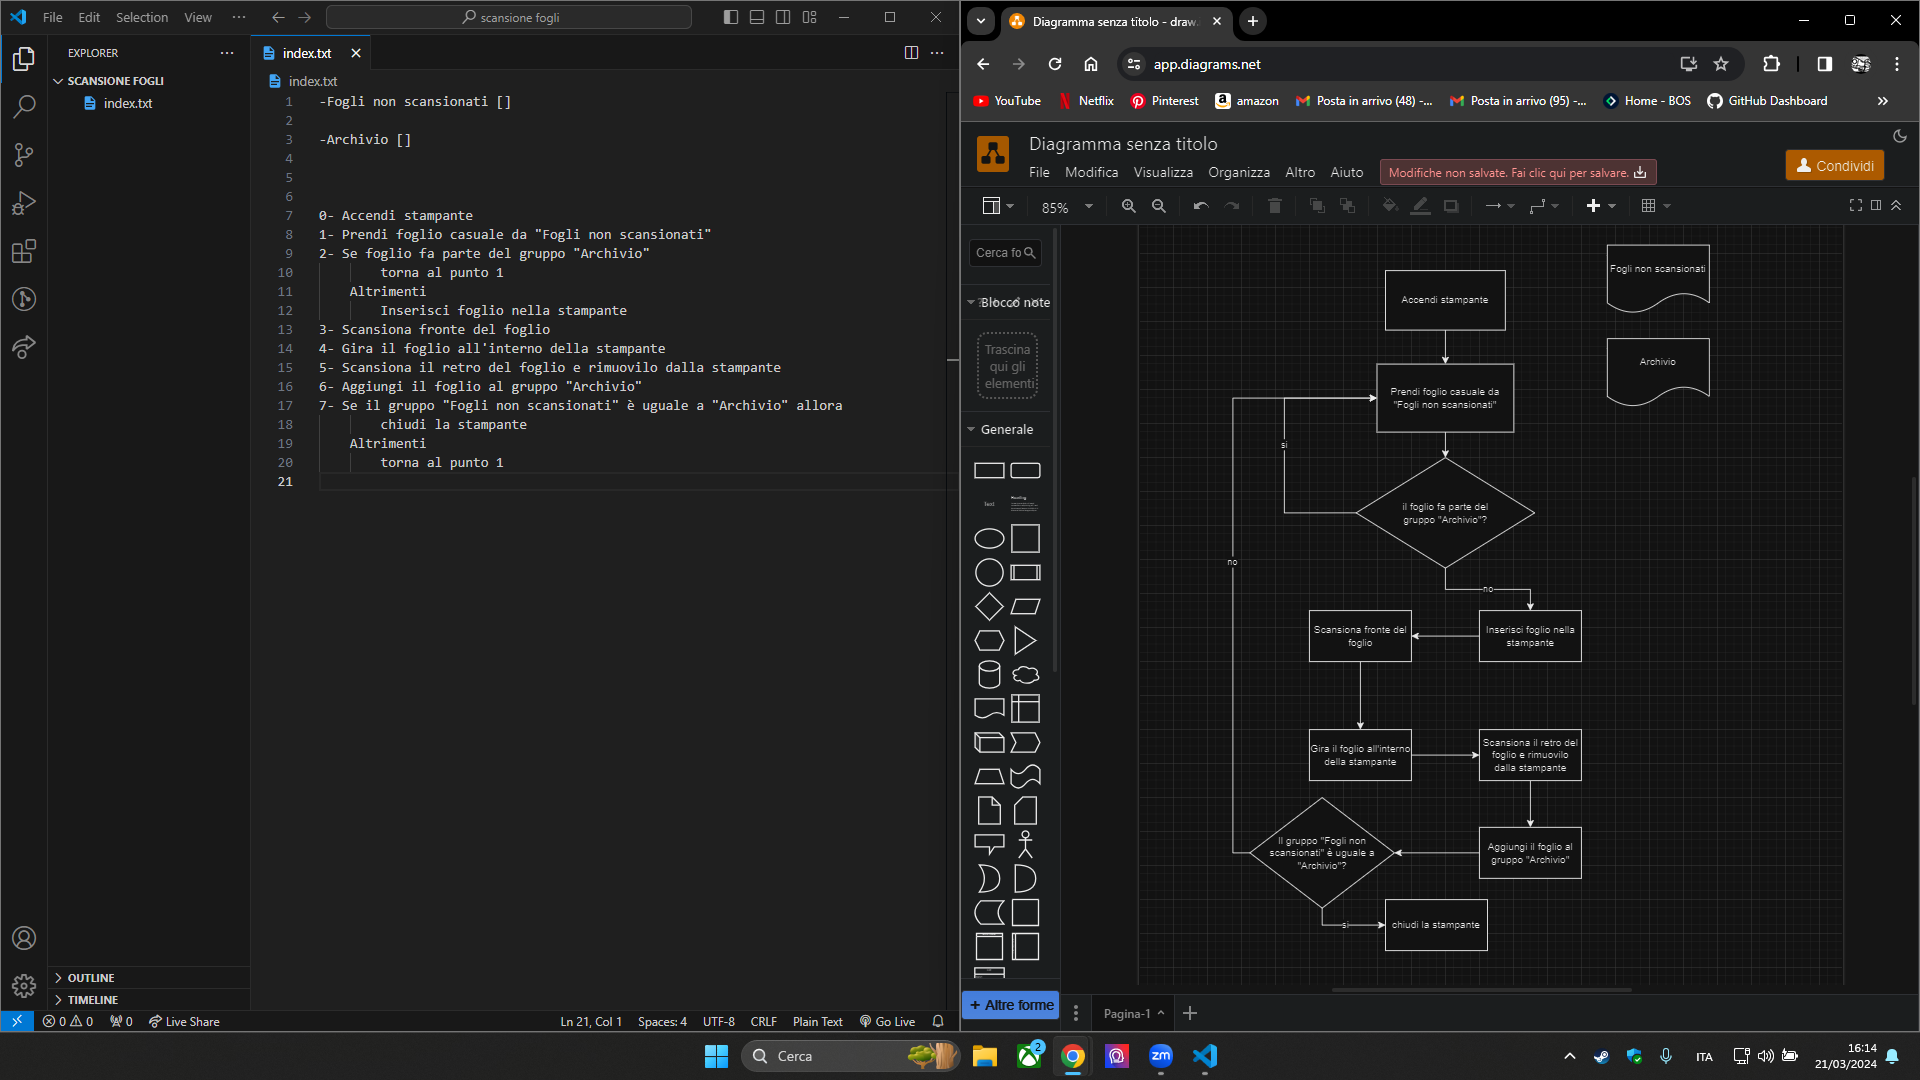 File Edit Selection View
scansione fogli
EXPLORER
SCANSIONE FOGLI
index.txt
OUTLINE
TIMELINE
index.txt
index.txt
1 -Fogli non scansionati []
2
3 -Archivio []
4
5
6
7 0- Accendi stampante
8 1- Prendi foglio casuale da "Fogli non scansionati"
9 2- Se foglio fa parte del gruppo "Archivio"
10 torna al punto 1
11 Altrimenti
12 Inserisci foglio nella stampante
13 3- Scansiona fronte del foglio
14 4- Gira il foglio all'interno della stampante
15 5- Scansiona il retro del foglio e rimuovilo dalla stampante
16 6- Aggiungi il foglio al gruppo "Archivio"
17 7- Se il gruppo "Fogli non scansionati" è uguale a "Archivio" allora
18 chiudi la stampante
19 Altrimenti
20 torna al punto 1
21
0 0 0 Live Share
Ln 21, Col 1 Spaces: 4 UTF-8 CRLF Plain Text Go Live
Diagramma senza titolo - draw.
app.diagrams.net
YouTube Netflix Pinterest amazon Posta in arrivo (48) -... Posta in arrivo (95) -... Home - BOS GitHub Dashboard
Diagramma senza titolo
File Modifica Visualizza Organizza Altro Aiuto
Modifiche non salvate. Fai clic qui per salvare.
Condividi
85%
Cerca fo
Blocco note
Trascina
qui gli
elementi
Generale
Text
Heading
Altre forme
Accendi stampante
Prendi foglio casuale da
"Fogli non scansionati"
si
il foglio fa parte del
gruppo "Archivio"?
no
no
Inserisci foglio nella
stampante
Scansiona fronte del
foglio
Gira il foglio all'interno
della stampante
Scansiona il retro del
foglio e rimuovilo
dalla stampante
Aggiungi il foglio al
gruppo "Archivio"
Il gruppo "Fogli non
scansionati" è uguale a
"Archivio"?
si
chiudi la stampante
Fogli non scansionati
Archivio
Pagina-1
Cerca
2
zm
ITA
16:14
21/03/2024